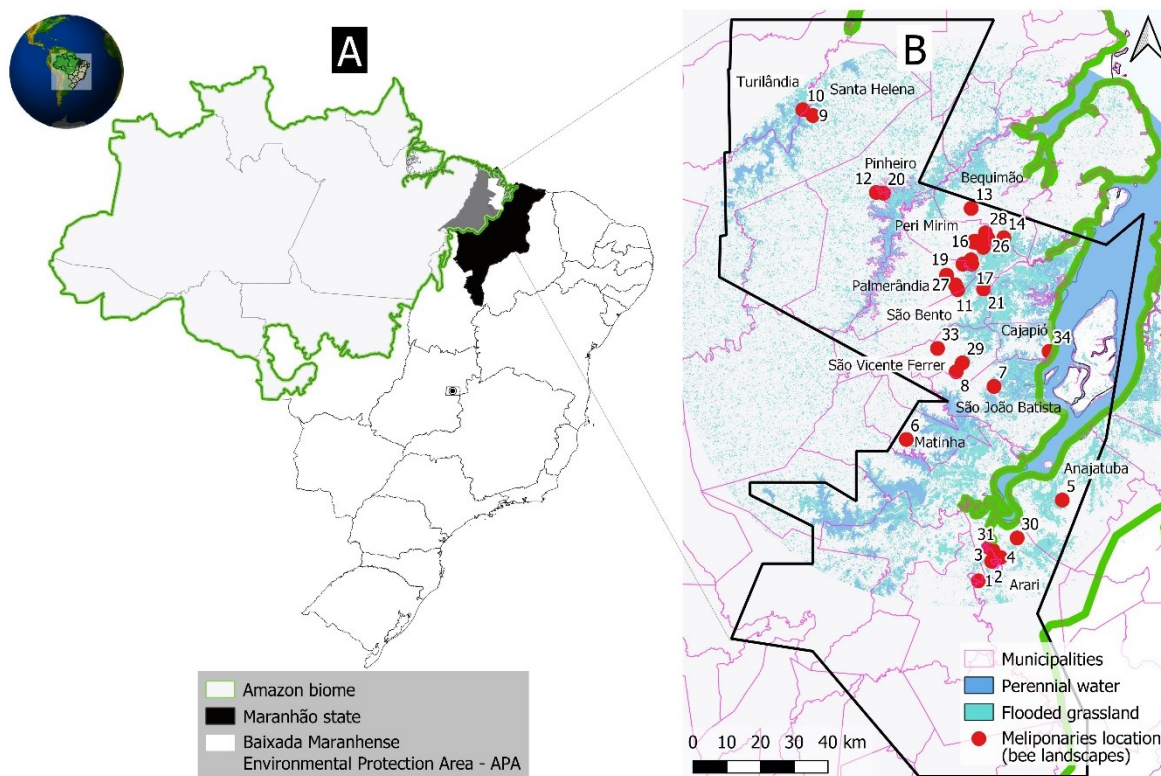 A
B
Turilândia
10
Santa Helena
9
Pinheiro
12
20
Bequimão
13
28
14
Peri Mirim
16
26
19
17
Palmerândia
27
11
21
São Bento
Cajapió
33
34
29
São Vicente Ferrer
8
7
São João Batista
6
Matinha
Anajatuba
5
30
31
3
4
2
1
Arari
Amazon biome
Maranhão state
Baixada Maranhense
Environmental Protection Area - APA
Municipalities
Perennial water
Flooded grassland
Meliponaries location
(bee landscapes)
0 10 20 30 40 km